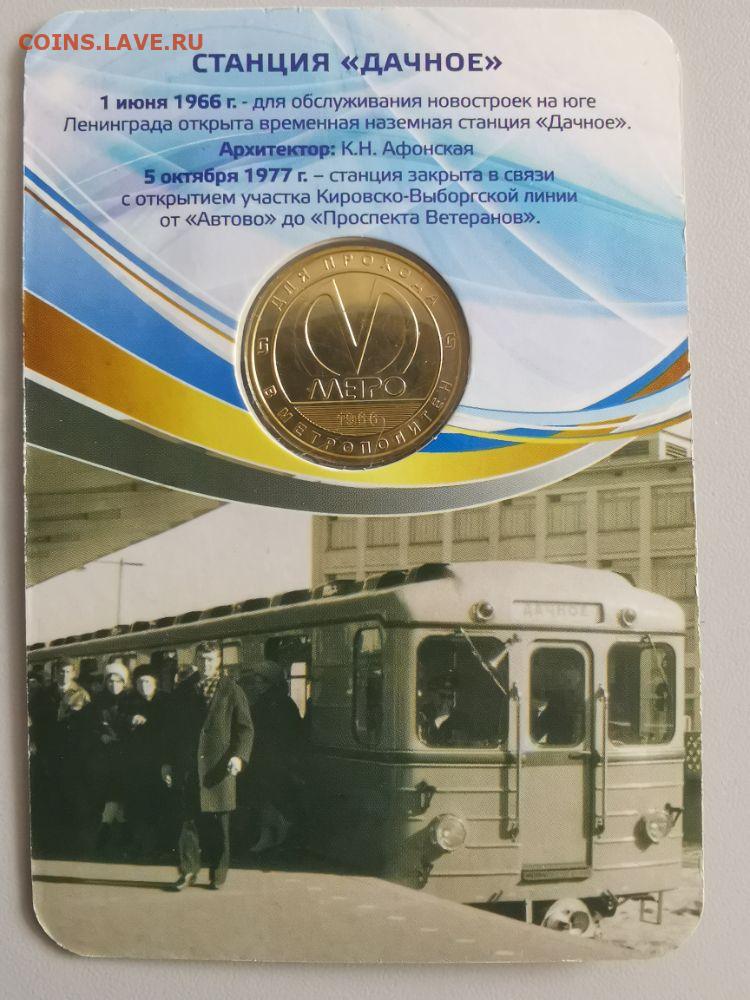 COINS.LAVE.RU
СТАНЦИЯ «ДАЧНОЕ»
1 июня 1966 г. - для обслуживания новостроек на юге
Ленинграда открыта временная наземная станция «Дачное».
Архитектор: К.Н. Афонская
5 октября 1977 г. – станция закрыта в связи
с открытием участка Кировско-Выборгской линии
от «Автово» до «Проспекта Ветеранов».
ДЛЯ ПРОХОДА
МЕТРО
1966
В МЕТРОПОЛИТЕН
ДАЧНОЕ